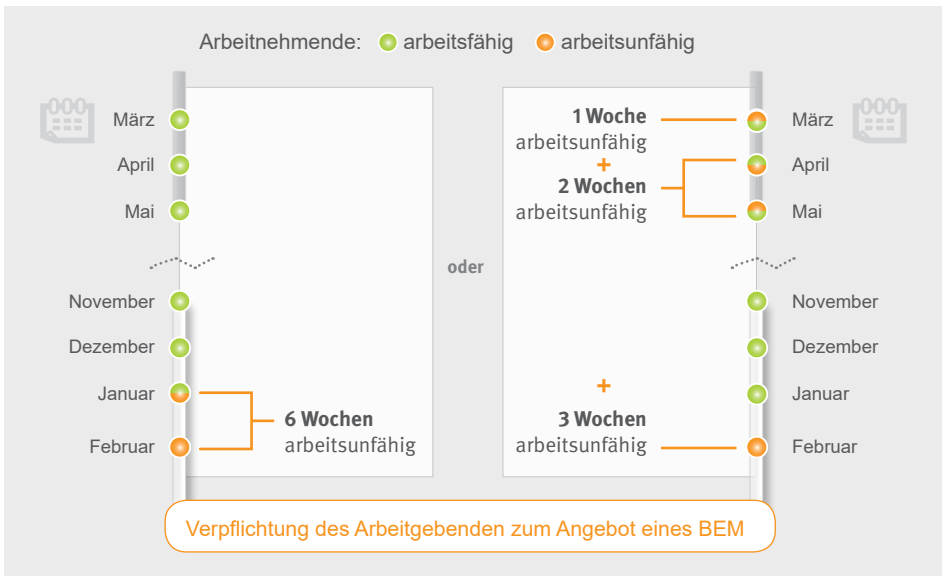 Arbeitnehmende: arbeitsfähig arbeitsunfähig
März
April
Mai
November
Dezember
Januar
Februar
6 Wochen
arbeitsunfähig
oder
1 Woche
arbeitsunfähig
+
2 Wochen
arbeitsunfähig
+
3 Wochen
arbeitsunfähig
März
April
Mai
November
Dezember
Januar
Februar
Verpflichtung des Arbeitgebenden zum Angebot eines BEM